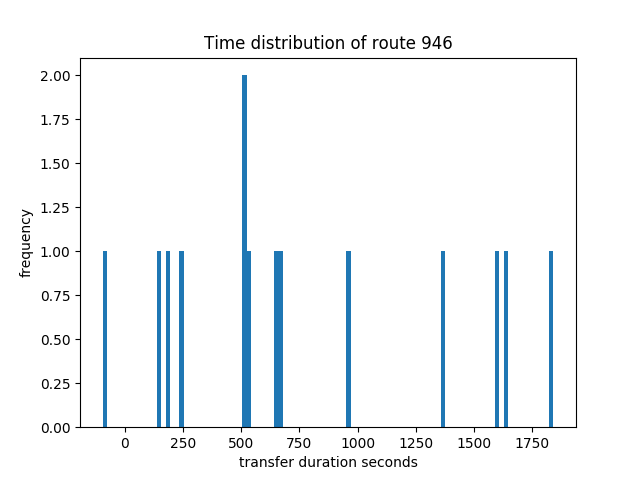 Time distribution of route 946
2.00
1.75
1.50
1.25
1.00
0.75
0.50
0.25
0.00
frequency
0 250 500 750 1000 1250 1500 1750
transfer duration seconds